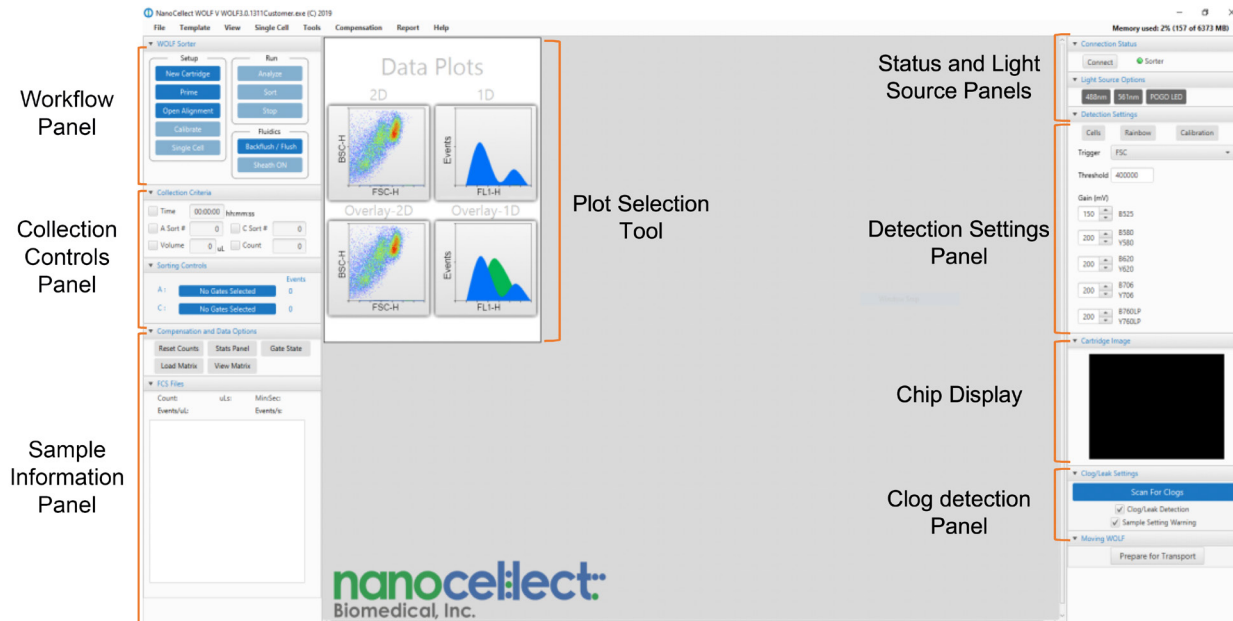 NanoCellect WOLF V WOLF3.0.1311Customer.exe (C) 2019
File Template View Single Cell Tools Compensation Report Help
Memory used: 2% (157 of 6373 MB)
Workflow
Panel
WOLF Sorter
Setup
New Cartridge
Prime
Open Alignment
Calibrate
Single Cell
Run
Analyze
Sort
Stop
Fluidics
Backflush / Flush
Sheath ON
Collection
Controls
Panel
Collection Criteria
Time 00:00:00 hh:mm:ss
A Sort # 0 C Sort # 0
Volume 0 uL Count 0
Sorting Controls
Events
A : No Gates Selected 0
C : No Gates Selected 0
Sample
Information
Panel
Compensation and Data Options
Reset Counts Stats Panel Gate State
Load Matrix View Matrix
FCS Files
Count: uLs: Min:Sec:
Events/uL: Events/s:
Data Plots
2D 1D
BSC-H
FSC-H
Events
FL1-H
Overlay-2D Overlay-1D
BSC-H
FSC-H
Events
FL1-H
Plot Selection
Tool
nanocellect
Biomedical, Inc.
Status and Light
Source Panels
Connection Status
Connect Sorter
Light Source Options
488nm 561nm POGO LED
Detection Settings
Panel
Detection Settings
Cells Rainbow Calibration
Trigger FSC
Threshold 400000
Gain (mV)
150 B525
200 B580
Y580
200 B620
Y620
200 B706
Y706
200 B760LP
Y760LP
Chip Display
Cartridge Image
Clog detection
Panel
Clog/Leak Settings
Scan For Clogs
Clog/Leak Detection
Sample Setting Warning
Moving WOLF
Prepare for Transport